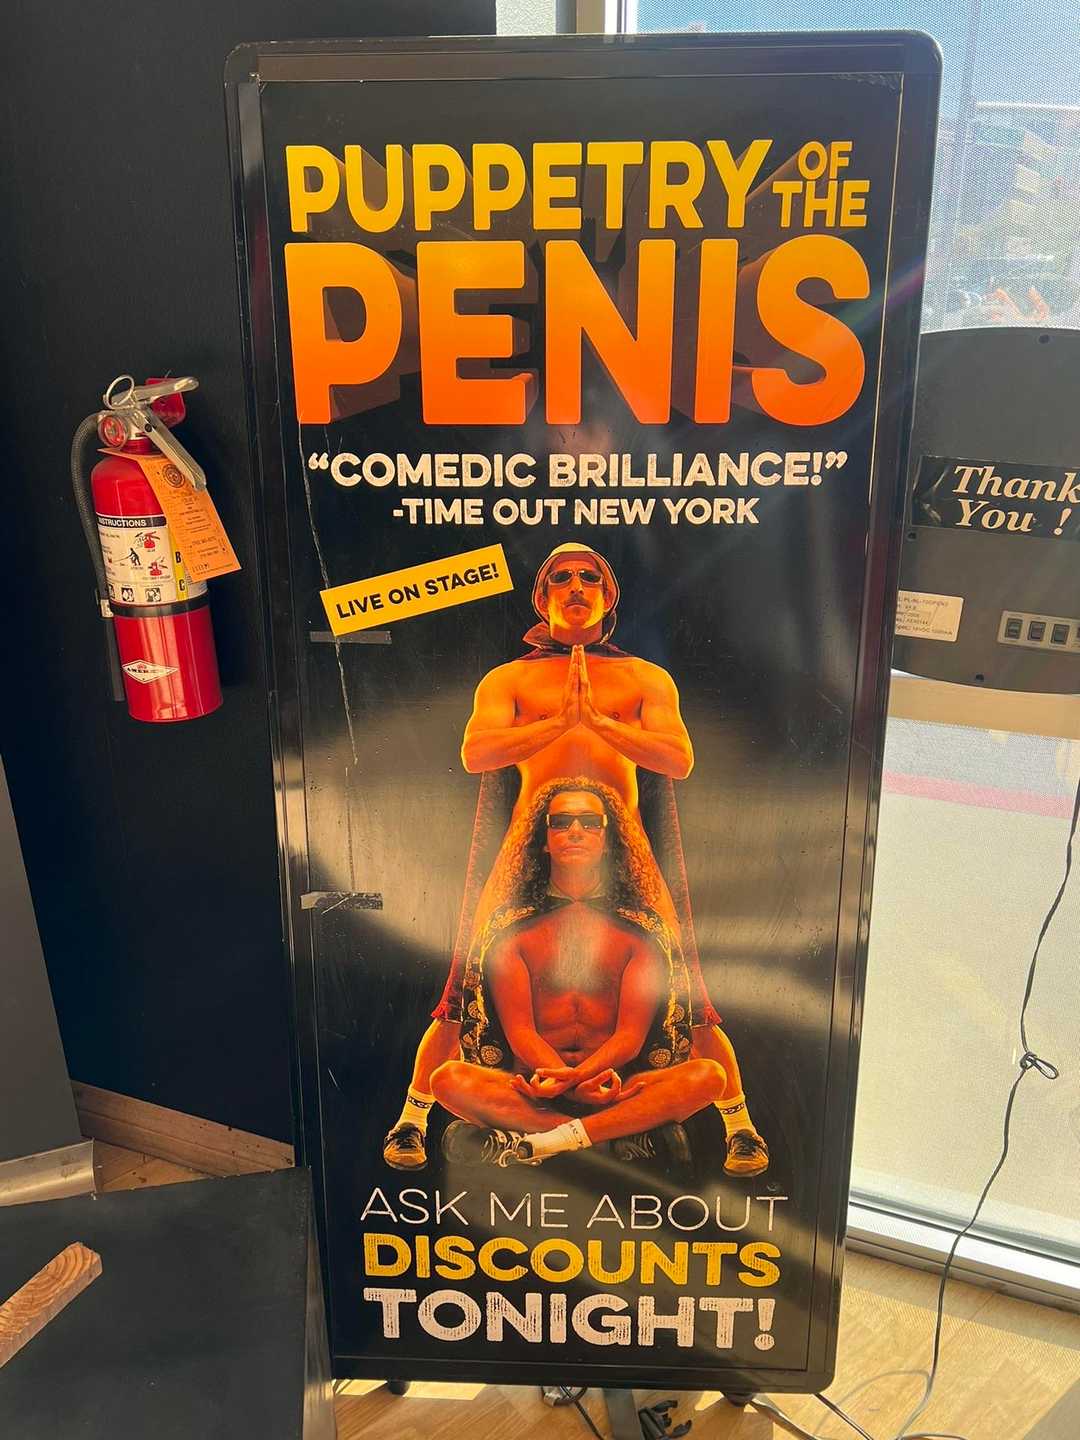 PUPPETRY OF THE
PENIS
“COMEDIC BRILLIANCE!”
-TIME OUT NEW YORK
LIVE ON STAGE!
ASK ME ABOUT
DISCOUNTS
TONIGHT!
INSTRUCTIONS
AMEREX
Thank
You !